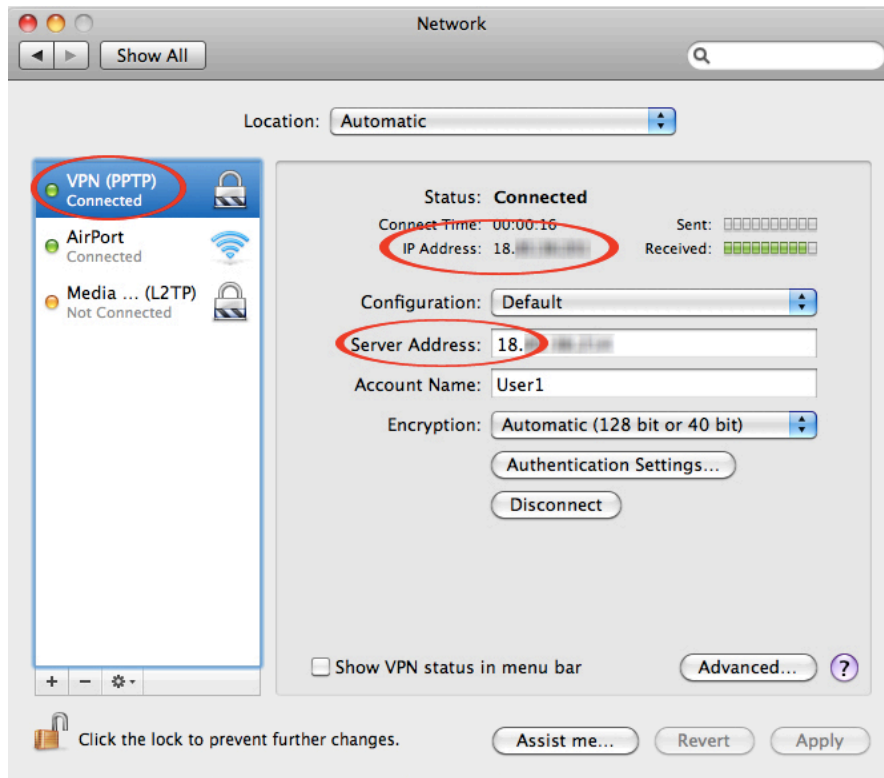 Network
Show All
Location: Automatic
VPN (PPTP)
Connected
AirPort
Connected
Media ... (L2TP)
Not Connected
Status: Connected
Connect Time: 00:00:16
Sent:
IP Address: 18.
Received:
Configuration: Default
Server Address: 18.
Account Name: User1
Encryption: Automatic (128 bit or 40 bit)
Authentication Settings...
Disconnect
Show VPN status in menu bar
Advanced...
?
+ −
Click the lock to prevent further changes.
Assist me...
Revert
Apply